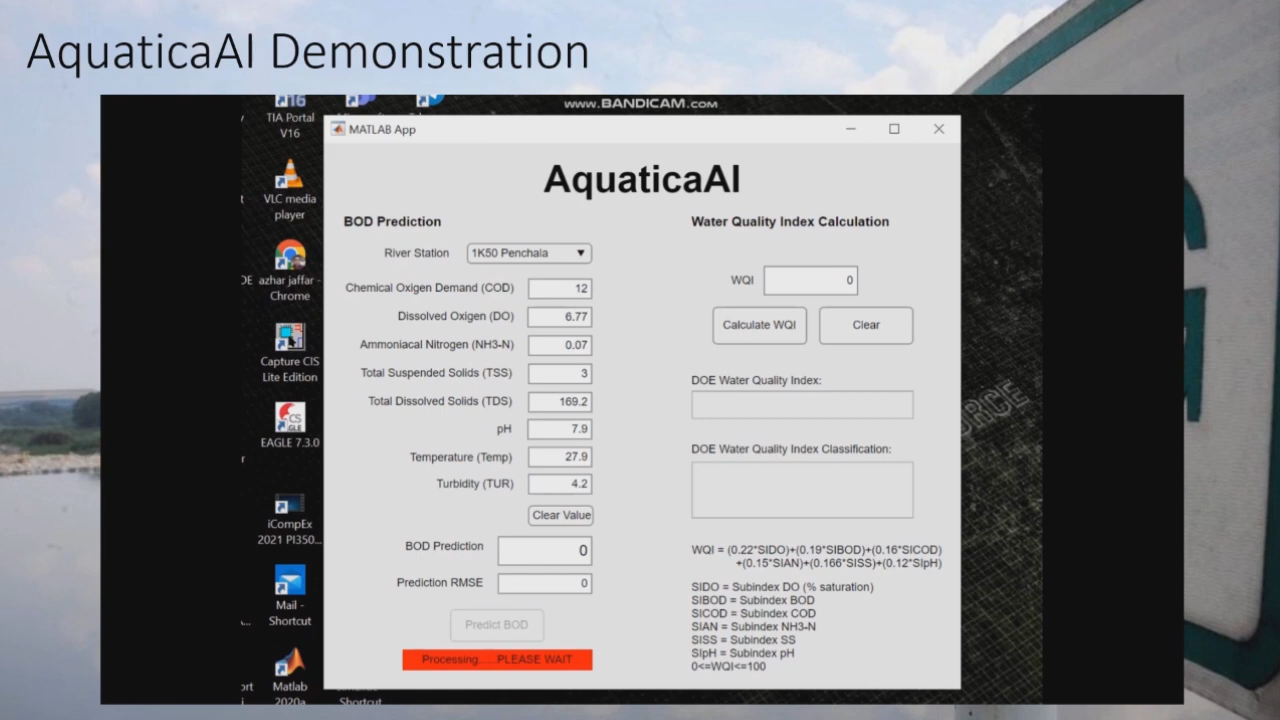 AquaticaAI Demonstration
www.BANDICAM.com
TIA Portal
V16
VLC media
player
azhar jaffar -
Chrome
Capture CIS
Lite Edition
EAGLE 7.3.0
iCompEx
2021 PI350...
Mail -
Shortcut
Matlab
2020a
Shortcut
MATLAB App
AquaticaAI
BOD Prediction
River Station 1K50 Penchala
Chemical Oxigen Demand (COD) 12
Dissolved Oxigen (DO) 6.77
Ammoniacal Nitrogen (NH3-N) 0.07
Total Suspended Solids (TSS) 3
Total Dissolved Solids (TDS) 169.2
pH 7.9
Temperature (Temp) 27.9
Turbidity (TUR) 4.2
Clear Value
BOD Prediction 0
Prediction RMSE 0
Predict BOD
Processing......PLEASE WAIT
Water Quality Index Calculation
WQI 0
Calculate WQI Clear
DOE Water Quality Index:
DOE Water Quality Index Classification:
WQI = (0.22*SIDO)+(0.19*SIBOD)+(0.16*SICOD)
+(0.15*SIAN)+(0.166*SISS)+(0.12*SIpH)
SIDO = Subindex DO (% saturation)
SIBOD = Subindex BOD
SICOD = Subindex COD
SIAN = Subindex NH3-N
SISS = Subindex SS
SIpH = Subindex pH
0<=WQI<=100